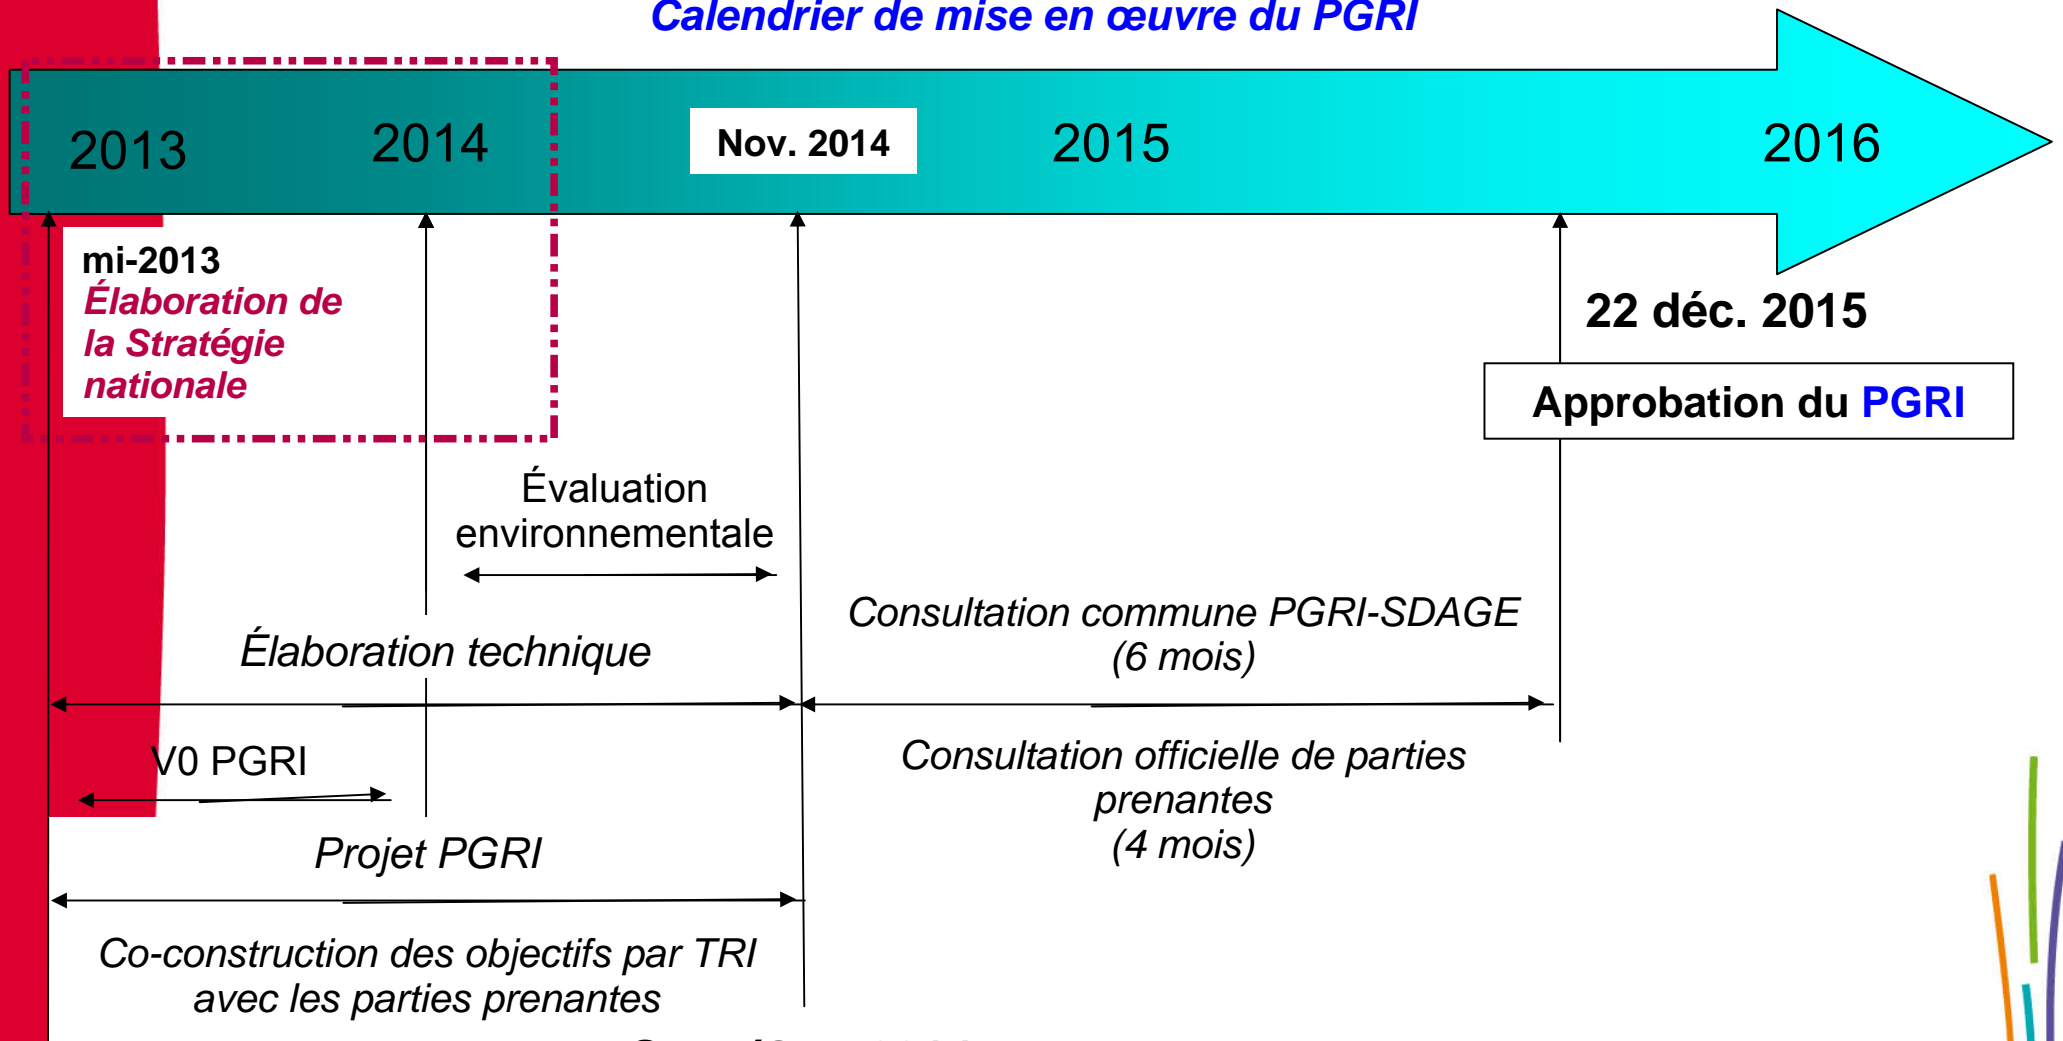 Calendrier de mise en œuvre du PGRI
2013
2014
Nov. 2014
2015
2016
mi-2013
Élaboration de
la Stratégie
nationale
22 déc. 2015
Approbation du PGRI
Évaluation
environnementale
Consultation commune PGRI-SDAGE
(6 mois)
Élaboration technique
V0 PGRI
Consultation officielle de parties
prenantes
(4 mois)
Projet PGRI
Co-construction des objectifs par TRI
avec les parties prenantes